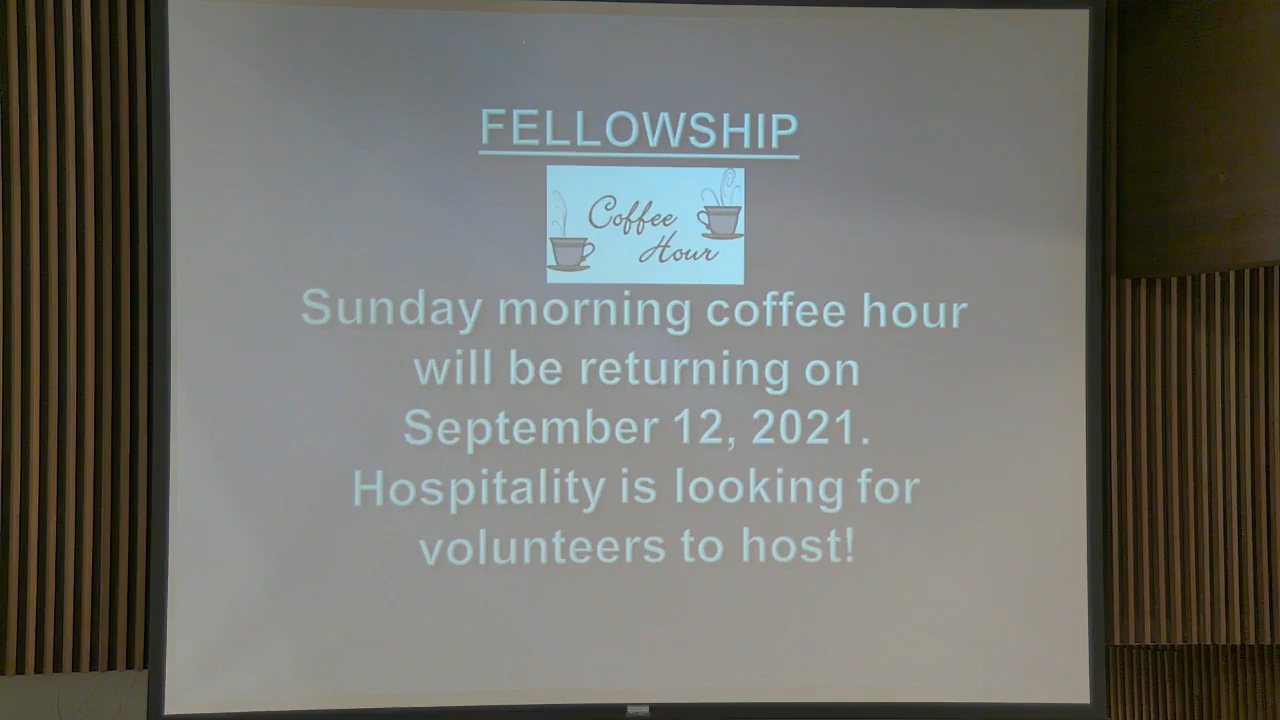 FELLOWSHIP
Coffee
Hour
Sunday morning coffee hour
will be returning on
September 12, 2021.
Hospitality is looking for
volunteers to host!